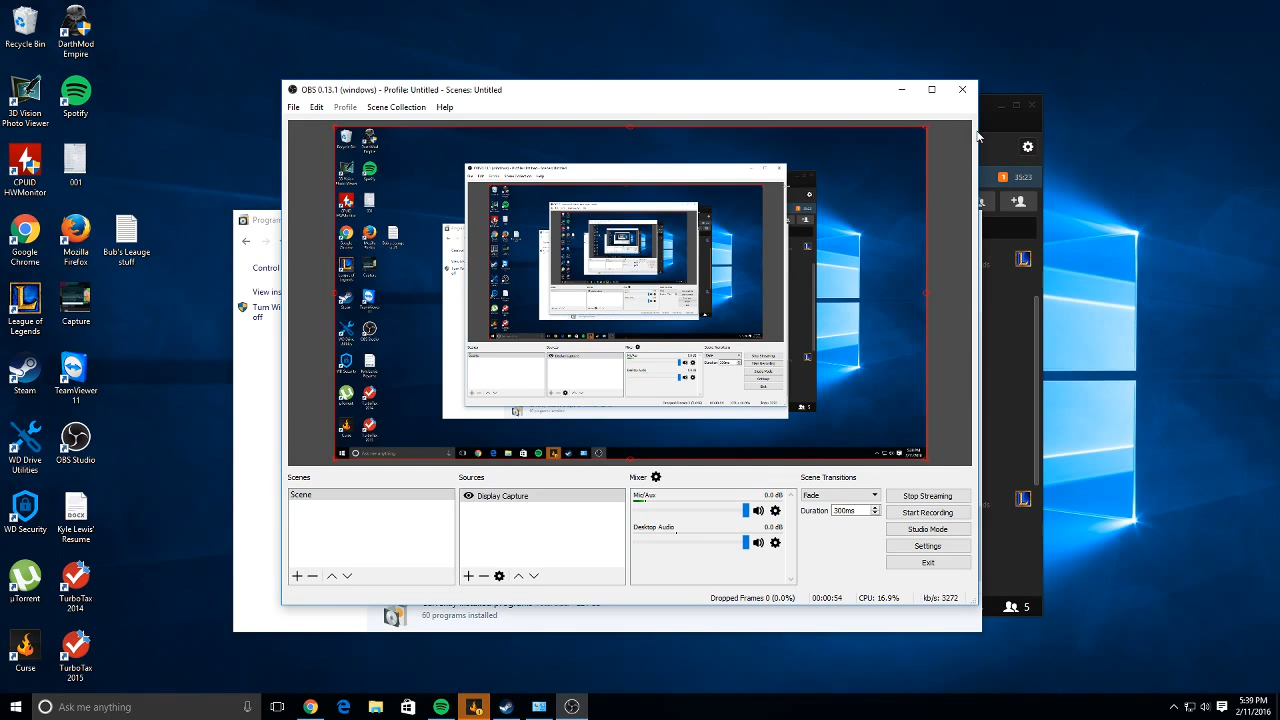 Recycle Bin
DarthMod
Empire
3D Vision
Photo Viewer
Spotify
CPUID
HWMonitor
001
Google
Chrome
Mozilla
Firefox
Bob's Leauge
stuff
League of
Legends
Capture
Steam
TeamViewer
11
WD Drive
Utilities
OBS Studio
WD Security
Kyle Lewis'
Resume
µTorrent
TurboTax
2014
Curse
TurboTax
2015
Program
Control
View ins
Turn Wi
off
OBS 0.13.1 (windows) - Profile: Untitled - Scenes: Untitled
File Edit Profile Scene Collection Help
1 35:23
Scenes
Scene
Sources
Display Capture
Mixer
Mic/Aux 0.0 dB
Desktop Audio 0.0 dB
Scene Transitions
Fade
Duration 300ms
Stop Streaming
Start Recording
Studio Mode
Settings
Exit
Dropped Frames 0 (0.0%) 00:00:54 CPU: 16.9% kb/s: 3272
60 programs installed
5
Ask me anything
5:39 PM
2/11/2016